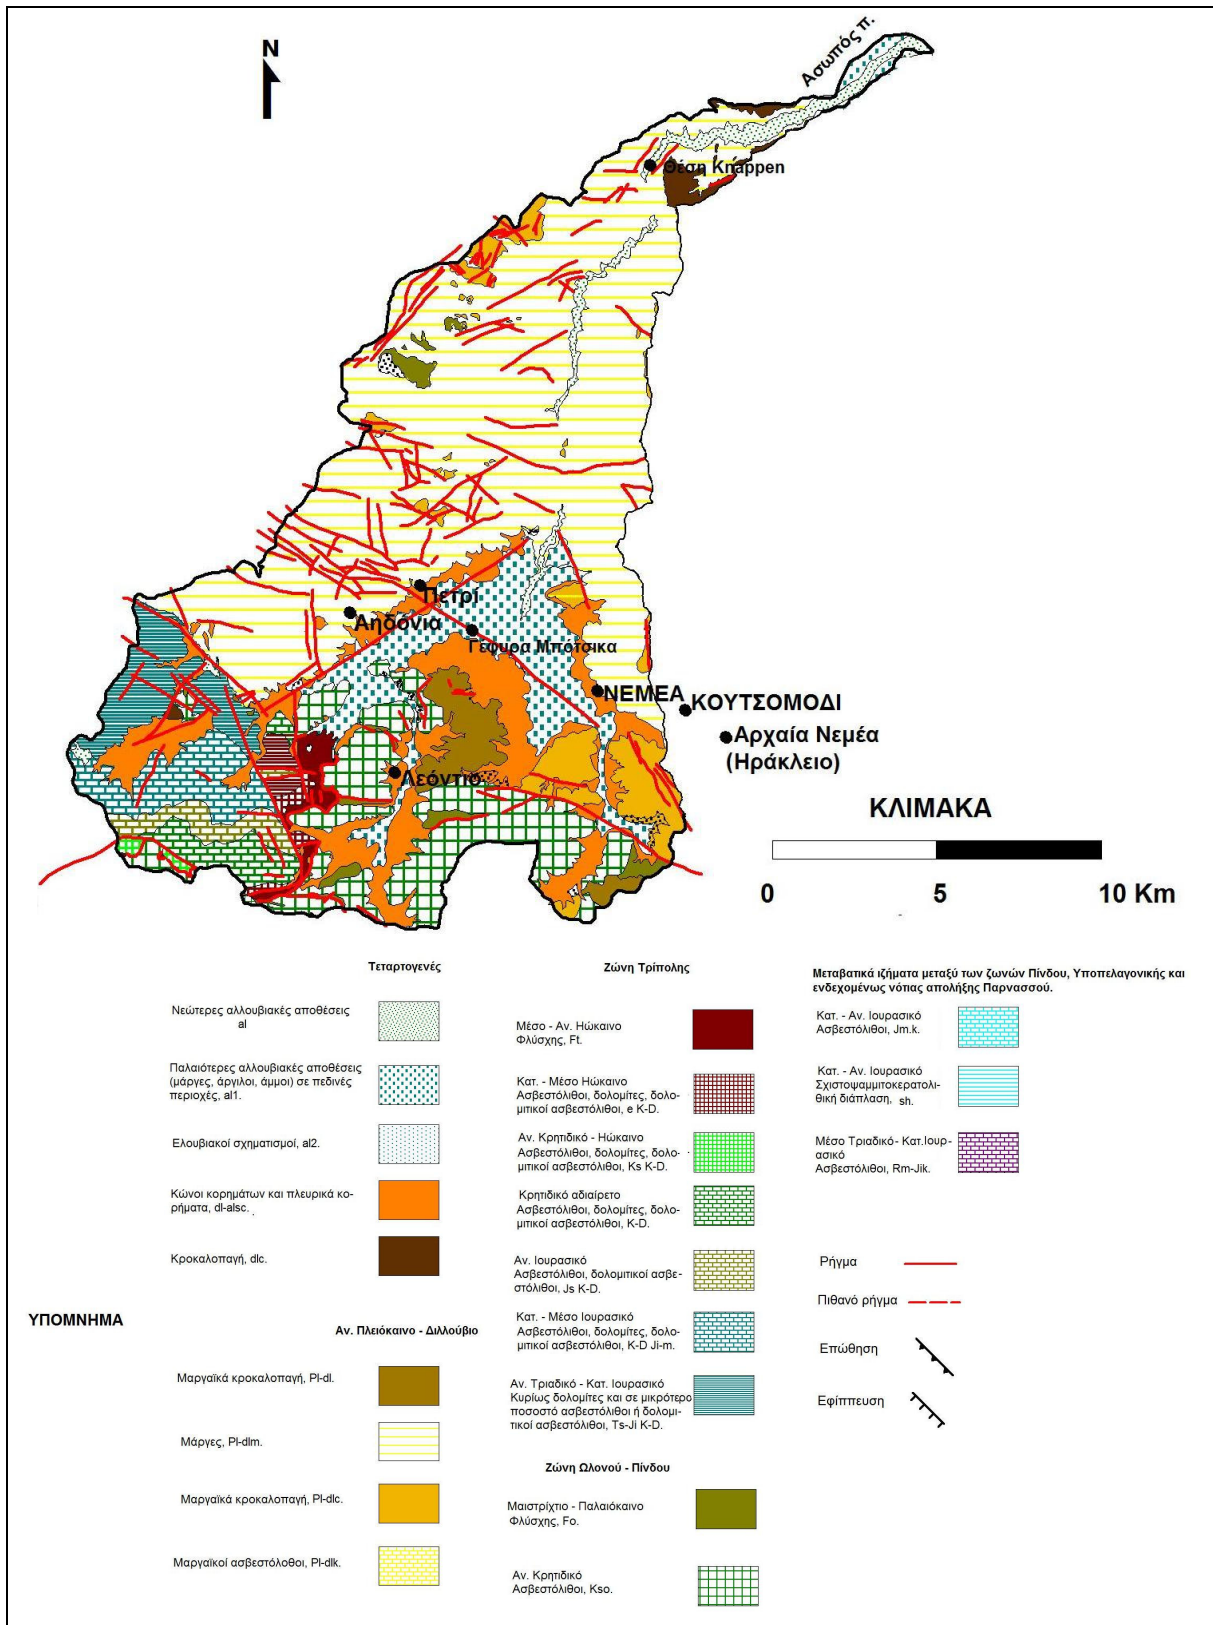 N
Ασωπός π.
Θέση Knappen
Πετρί
Αηδόνια
Γέφυρα Μπότσικα
ΝΕΜΕΑ
ΚΟΥΤΣΟΜΟΔΙ
Αρχαία Νεμέα
(Ηράκλειο)
Λεόντιο
ΚΛΙΜΑΚΑ
0 5 10 Km
ΥΠΟΜΝΗΜΑ
Τεταρτογενές
Νεώτερες αλλουβιακές αποθέσεις
al
Παλαιότερες αλλουβιακές αποθέσεις
(μάργες, άργιλοι, άμμοι) σε πεδινές
περιοχές, al1.
Ελουβιακοί σχηματισμοί, al2.
Κώνοι κορημάτων και πλευρικά κο-
ρήματα, dl-alsc.
Κροκαλοπαγή, dlc.
Αν. Πλειόκαινο - Διλλούβιο
Μαργαϊκά κροκαλοπαγή, Pl-dl.
Μάργες, Pl-dlm.
Μαργαϊκά κροκαλοπαγή, Pl-dlc.
Μαργαϊκοί ασβεστόλοθοι, Pl-dlk.
Ζώνη Τρίπολης
Μέσο - Αν. Ηώκαινο
Φλύσχης, Ft.
Κατ. - Μέσο Ηώκαινο
Ασβεστόλιθοι, δολομίτες, δολο-
μιτικοί ασβεστόλιθοι, e K-D.
Αν. Κρητιδικό - Ηώκαινο
Ασβεστόλιθοι, δολομίτες, δολο-
μιτικοί ασβεστόλιθοι, Ks K-D.
Κρητιδικό αδιαίρετο
Ασβεστόλιθοι, δολομίτες, δολο-
μιτικοί ασβεστόλιθοι, K-D.
Αν. Ιουρασικό
Ασβεστόλιθοι, δολομιτικοί ασβε-
στόλιθοι, Js K-D.
Κατ. - Μέσο Ιουρασικό
Ασβεστόλιθοι, δολομίτες, δολο-
μιτικοί ασβεστόλιθοι, K-D Ji-m.
Αν. Τριαδικό - Κατ. Ιουρασικό
Κυρίως δολομίτες και σε μικρότερο
ποσοστό ασβεστόλιθοι ή δολομι-
τικοί ασβεστόλιθοι, Ts-Ji K-D.
Ζώνη Ωλονού - Πίνδου
Μαιστρίχτιο - Παλαιόκαινο
Φλύσχης, Fo.
Αν. Κρητιδικό
Ασβεστόλιθοι, Kso.
Μεταβατικά ιζήματα μεταξύ των ζωνών Πίνδου, Υποπελαγονικής και
ενδεχομένως νότιας απολήξης Παρνασσού.
Κατ. - Αν. Ιουρασικό
Ασβεστόλιθοι, Jm.k.
Κατ. - Αν. Ιουρασικό
Σχιστοψαμμιτοκερατολι-
θική διάπλαση, sh.
Μέσο Τριαδικό- Κατ.Ιουρ-
ασικό
Ασβεστόλιθοι, Rm-Jik.
Ρήγμα
Πιθανό ρήγμα
Επώθηση
Εφίππευση